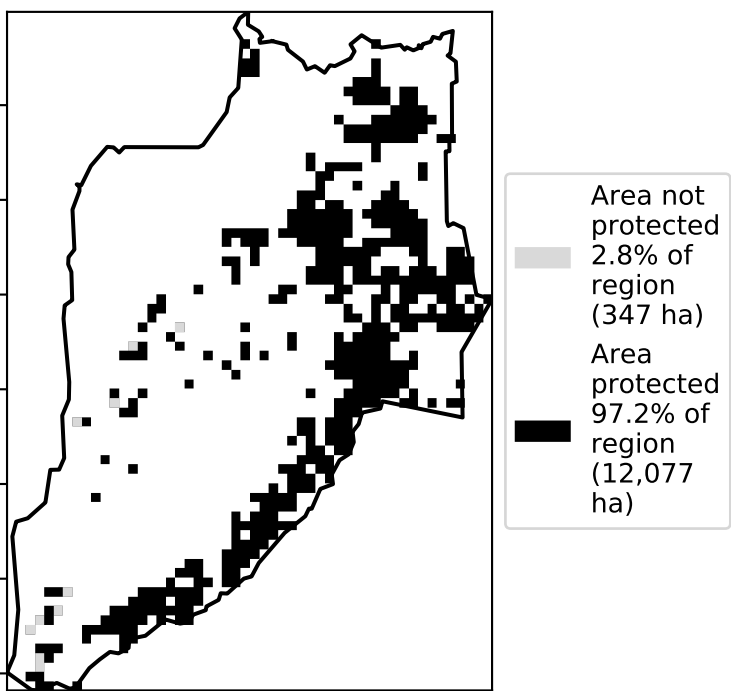 Area not
protected
2.8% of
region
(347 ha)
Area
protected
97.2% of
region
(12,077
ha)